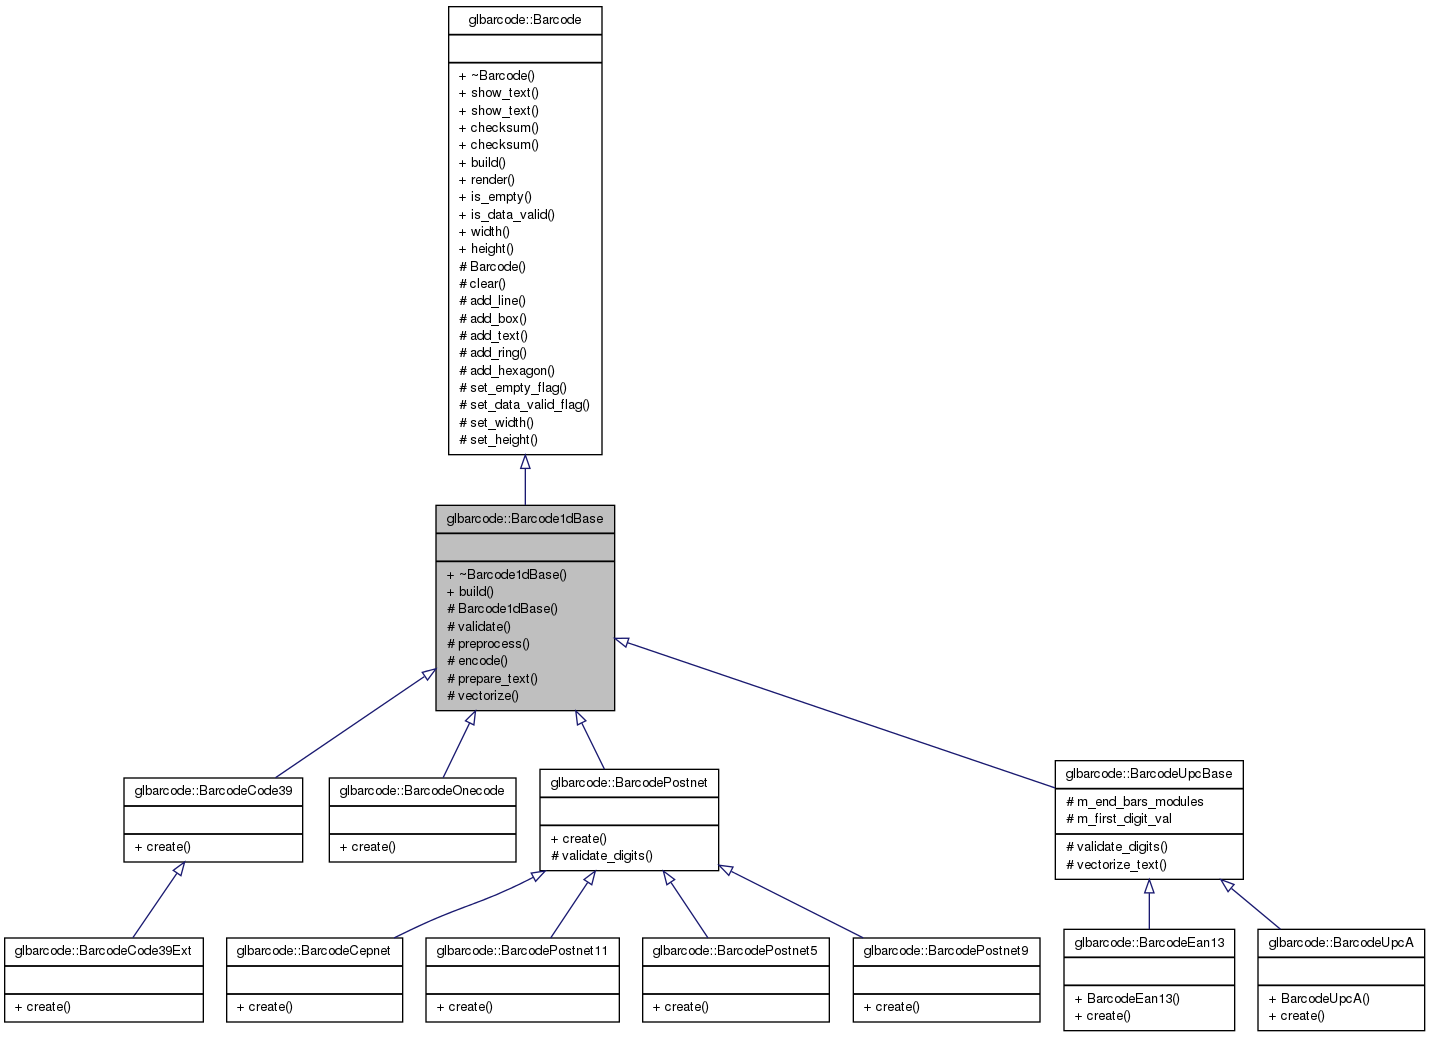 glbarcode::Barcode
+ ~Barcode()
+ show_text()
+ show_text()
+ checksum()
+ checksum()
+ build()
+ render()
+ is_empty()
+ is_data_valid()
+ width()
+ height()
# Barcode()
# clear()
# add_line()
# add_box()
# add_text()
# add_ring()
# add_hexagon()
# set_empty_flag()
# set_data_valid_flag()
# set_width()
# set_height()
glbarcode::Barcode1dBase
+ ~Barcode1dBase()
+ build()
# Barcode1dBase()
# validate()
# preprocess()
# encode()
# prepare_text()
# vectorize()
glbarcode::BarcodeCode39
+ create()
glbarcode::BarcodeOnecode
+ create()
glbarcode::BarcodePostnet
+ create()
# validate_digits()
glbarcode::BarcodeUpcBase
# m_end_bars_modules
# m_first_digit_val
# validate_digits()
# vectorize_text()
glbarcode::BarcodeCode39Ext
+ create()
glbarcode::BarcodeCepnet
+ create()
glbarcode::BarcodePostnet11
+ create()
glbarcode::BarcodePostnet5
+ create()
glbarcode::BarcodePostnet9
+ create()
glbarcode::BarcodeEan13
+ BarcodeEan13()
+ create()
glbarcode::BarcodeUpcA
+ BarcodeUpcA()
+ create()